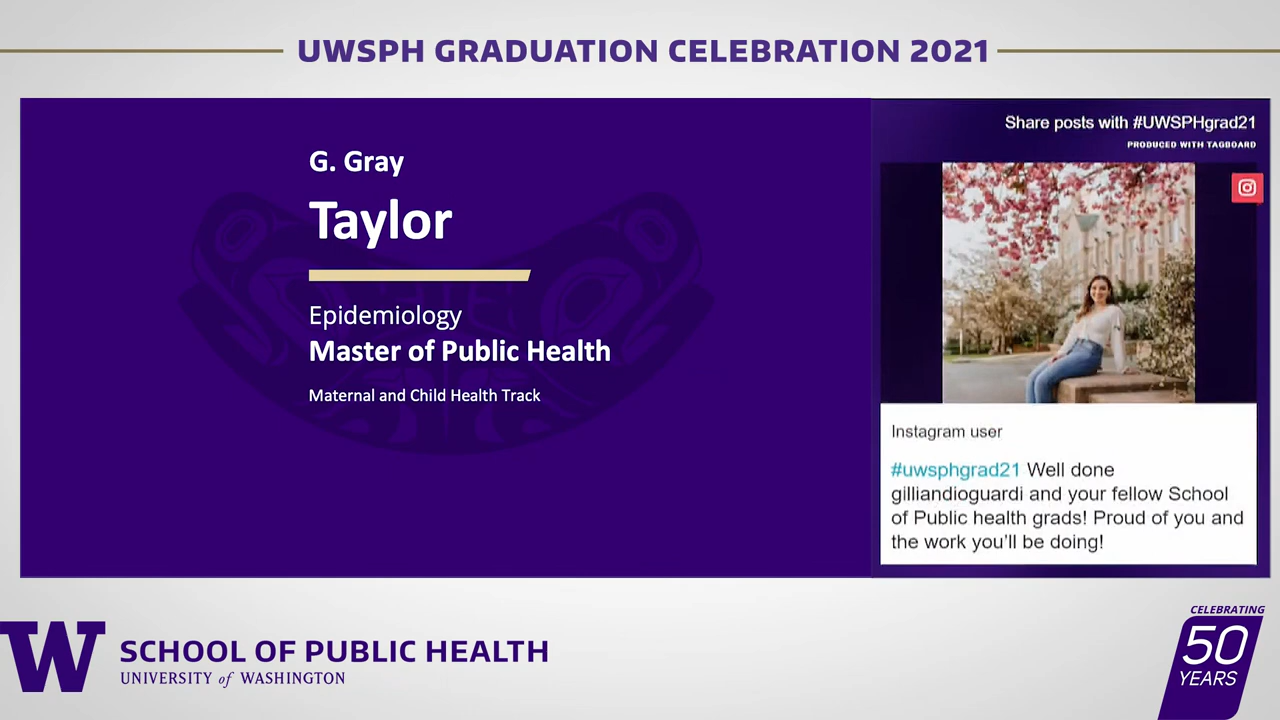 UWSPH GRADUATION CELEBRATION 2021
G. Gray
Taylor
Epidemiology
Master of Public Health
Maternal and Child Health Track
Share posts with #UWSPHgrad21
PRODUCED WITH TAGBOARD
Instagram user
#uwsphgrad21 Well done
gilliandioguardi and your fellow School
of Public health grads! Proud of you and
the work you'll be doing!
W
SCHOOL OF PUBLIC HEALTH
UNIVERSITY of WASHINGTON
CELEBRATING
50
YEARS